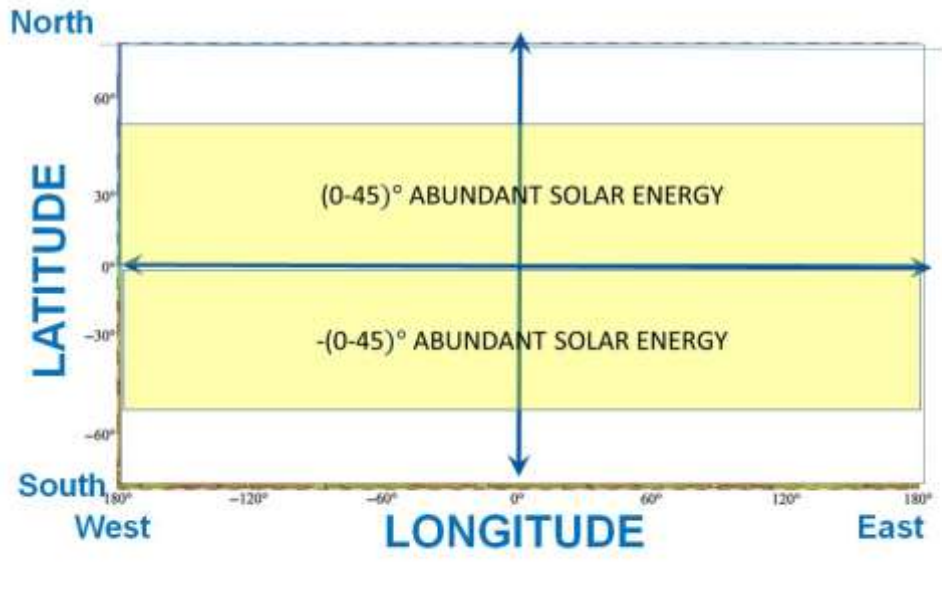 North
60°
(0-45)° ABUNDANT SOLAR ENERGY
30°
LATITUDE
0°
-30°
-(0-45)° ABUNDANT SOLAR ENERGY
-60°
South
180° -120° -60° 0° 60° 120° 180°
West LONGITUDE East